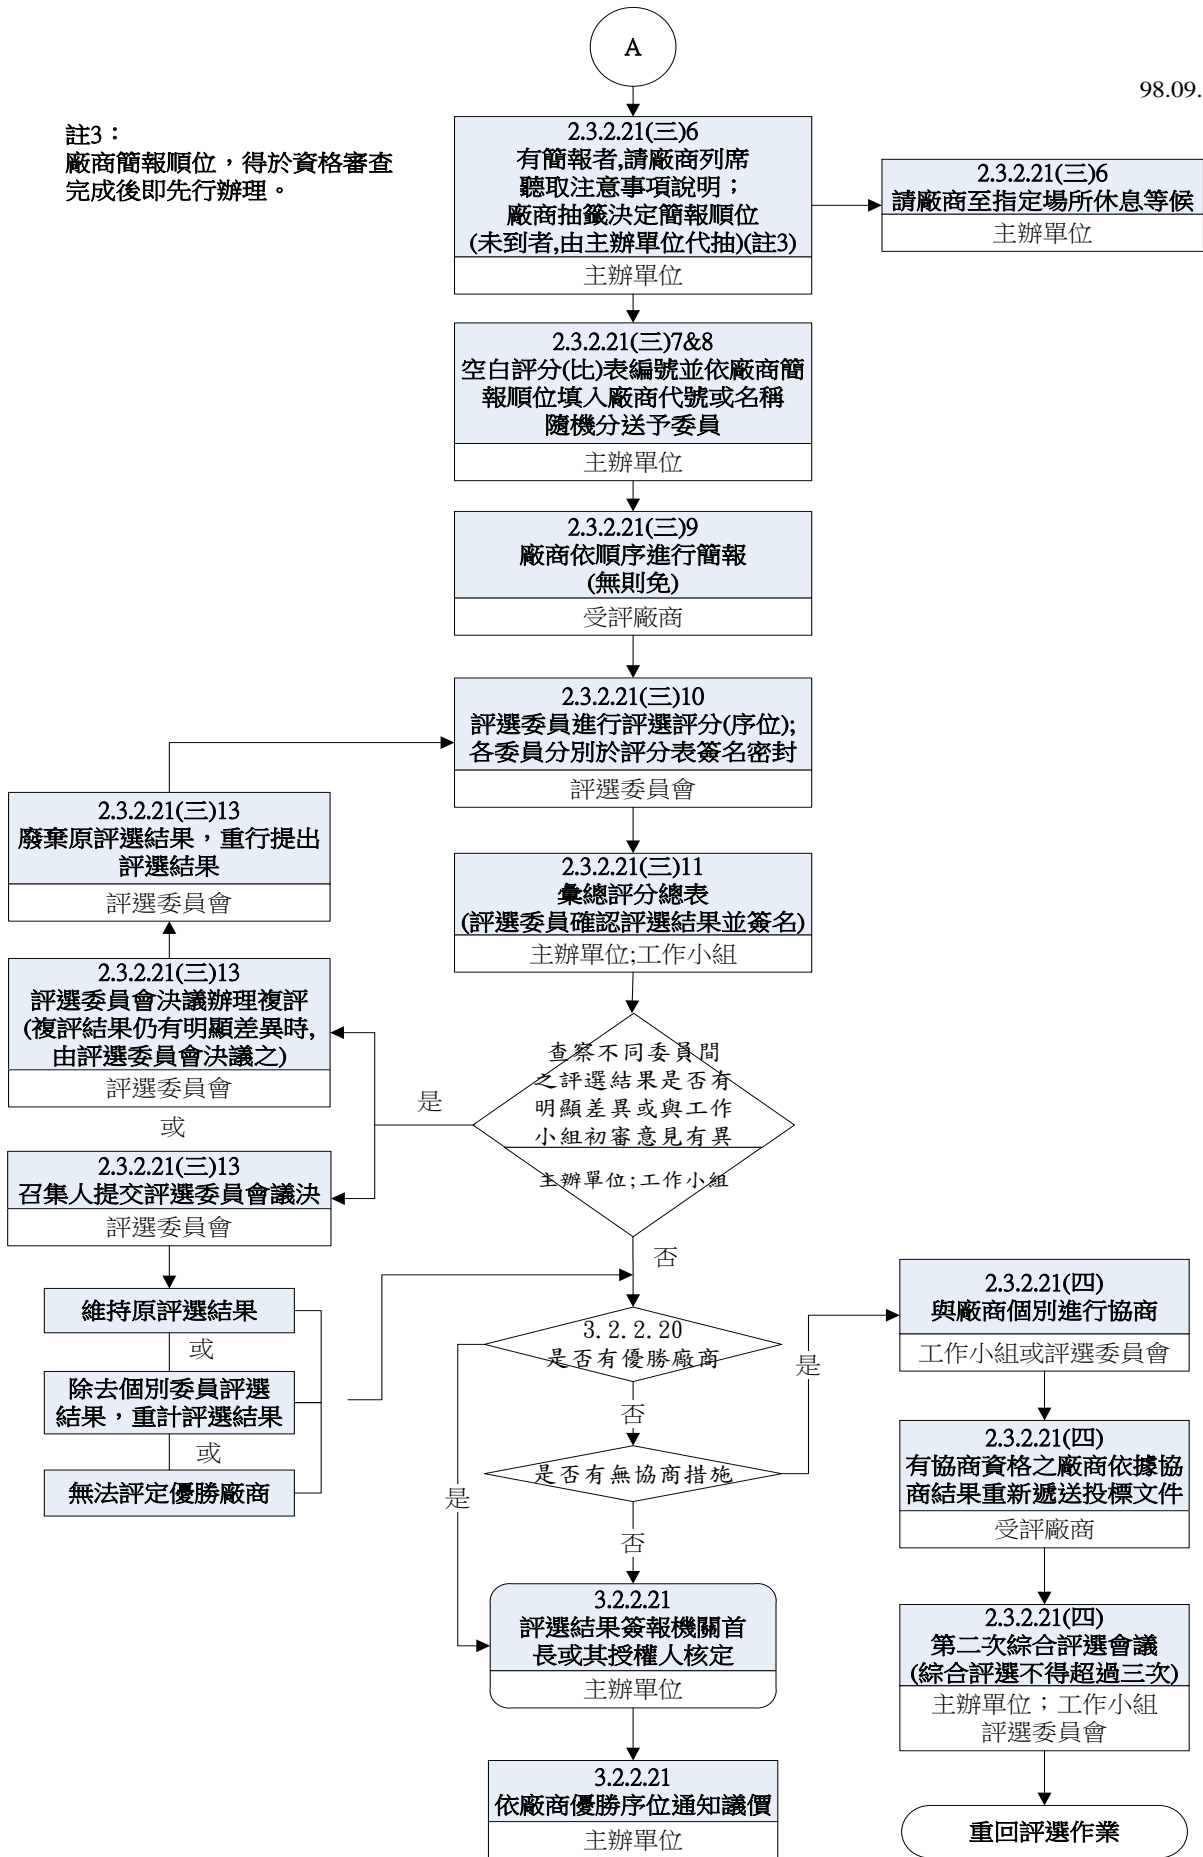 A
98.09.
註3：
廠商簡報順位，得於資格審查
完成後即先行辦理。
2.3.2.21(三)6
有簡報者,請廠商列席
聽取注意事項說明；
廠商抽籤決定簡報順位
(未到者,由主辦單位代抽)(註3)
主辦單位
2.3.2.21(三)6
請廠商至指定場所休息等候
主辦單位
2.3.2.21(三)7&8
空白評分(比)表編號並依廠商簡
報順位填入廠商代號或名稱
隨機分送予委員
主辦單位
2.3.2.21(三)9
廠商依順序進行簡報
(無則免)
受評廠商
2.3.2.21(三)10
評選委員進行評選評分(序位);
各委員分別於評分表簽名密封
評選委員會
2.3.2.21(三)13
廢棄原評選結果，重行提出
評選結果
評選委員會
2.3.2.21(三)11
彙總評分總表
(評選委員確認評選結果並簽名)
主辦單位;工作小組
2.3.2.21(三)13
評選委員會決議辦理複評
(複評結果仍有明顯差異時,
由評選委員會決議之)
評選委員會
或
是
查察不同委員間
之評選結果是否有
明顯差異或與工作
小組初審意見有異
主辦單位;工作小組
2.3.2.21(三)13
召集人提交評選委員會議決
評選委員會
否
維持原評選結果
或
除去個別委員評選
結果，重計評選結果
或
無法評定優勝廠商
3.2.2.20
是否有優勝廠商
是
否
是否有無協商措施
是
否
2.3.2.21(四)
與廠商個別進行協商
工作小組或評選委員會
2.3.2.21(四)
有協商資格之廠商依據協
商結果重新遞送投標文件
受評廠商
3.2.2.21
評選結果簽報機關首
長或其授權人核定
主辦單位
2.3.2.21(四)
第二次綜合評選會議
(綜合評選不得超過三次)
主辦單位；工作小組
評選委員會
3.2.2.21
依廠商優勝序位通知議價
主辦單位
重回評選作業